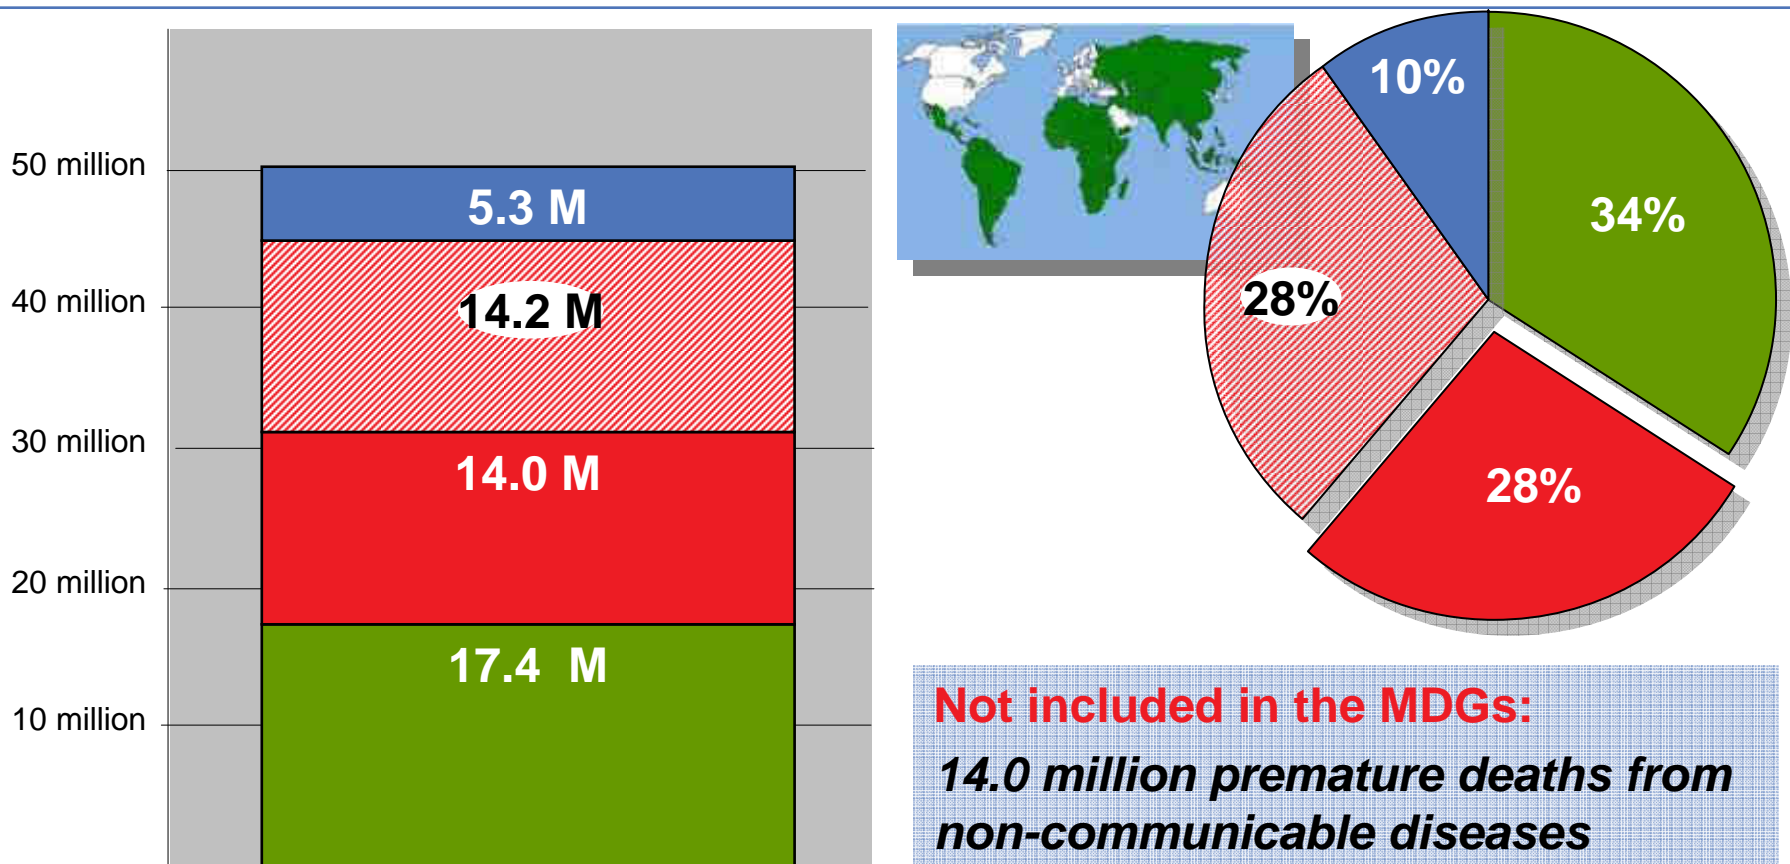 50 million
40 million
30 million
20 million
10 million
5.3 M
14.2 M
14.0 M
17.4 M
10%
34%
28%
28%
Not included in the MDGs:
14.0 million premature deaths from
non-communicable diseases